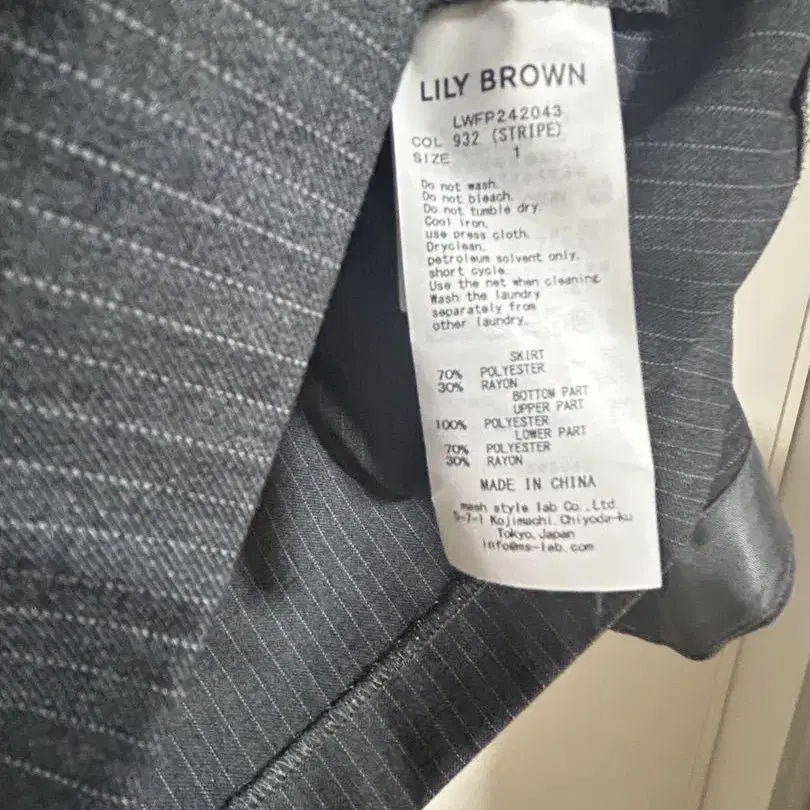 LILY BROWN
LWFP242043
COL 932 (STRIPE)
SIZE 1
Do not wash.
Do not bleach.
Do not tumble dry.
Cool iron.
use press cloth.
Dryclean.
petroleum solvent only.
short cycle.
Use the net when cleaning
Wash the laundry
separately from
other laundry.
SKIRT
70% POLYESTER
30% RAYON
BOTTOM PART
UPPER PART
100% POLYESTER
LOWER PART
70% POLYESTER
30% RAYON
MADE IN CHINA
mash style lab Co.,Ltd.
5-7-1 Kojimachi, Chiyoda-ku
Tokyo, Japan
info@ms-lab.com